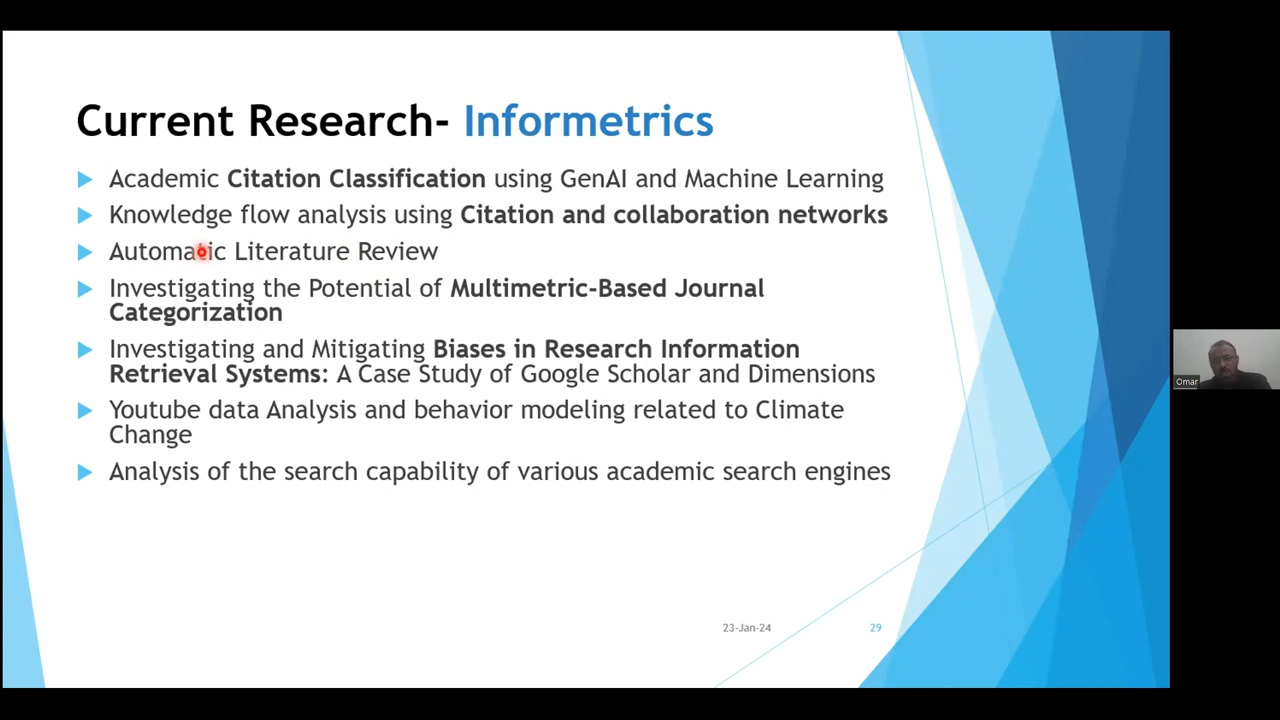 Current Research- Informetrics
Academic Citation Classification using GenAI and Machine Learning
Knowledge flow analysis using Citation and collaboration networks
Automatic Literature Review
Investigating the Potential of Multimetric-Based Journal
Categorization
Investigating and Mitigating Biases in Research Information
Retrieval Systems: A Case Study of Google Scholar and Dimensions
Youtube data Analysis and behavior modeling related to Climate
Change
Analysis of the search capability of various academic search engines
23-Jan-24
29
Omar